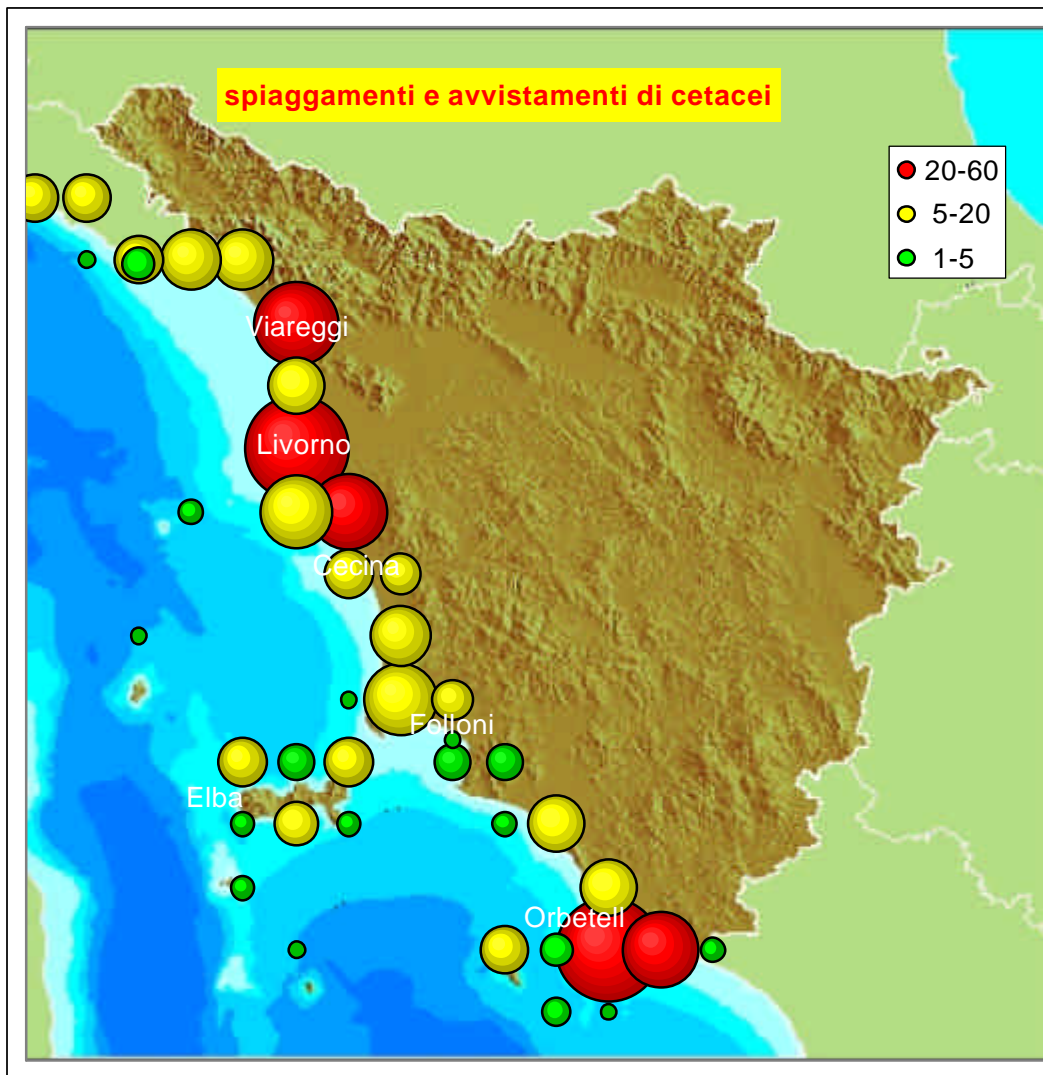 spiaggamenti e avvistamenti di cetacei
20-60
5-20
1-5
Viareggi
Livorno
Cecina
Folloni
Elba
Orbetell